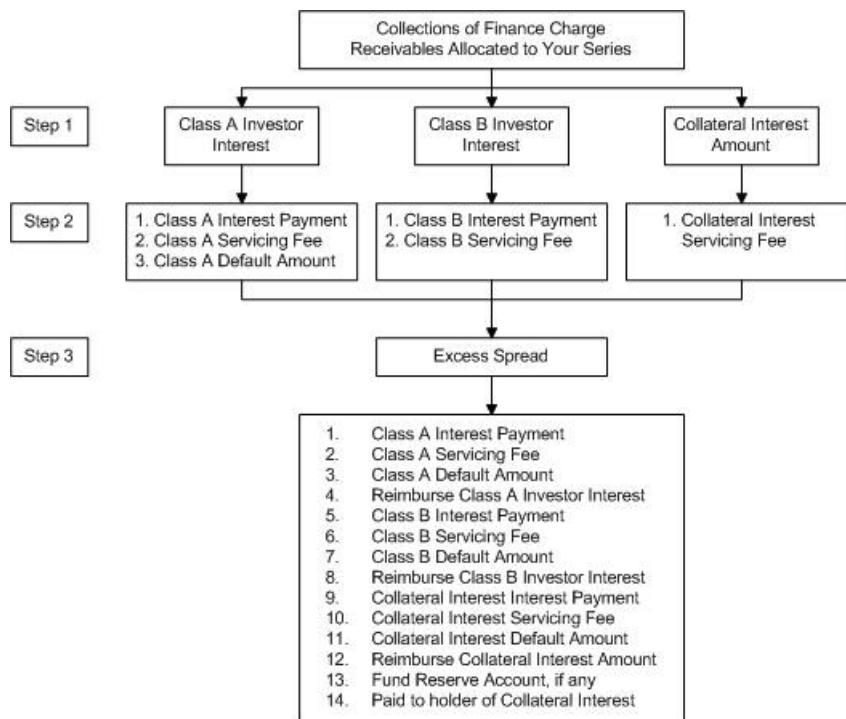 Collections of Finance Charge
Receivables Allocated to Your Series
Step 1
Class A Investor
Interest
Class B Investor
Interest
Collateral Interest
Amount
Step 2
1. Class A Interest Payment
2. Class A Servicing Fee
3. Class A Default Amount
1. Class B Interest Payment
2. Class B Servicing Fee
1. Collateral Interest
Servicing Fee
Step 3
Excess Spread
1. Class A Interest Payment
2. Class A Servicing Fee
3. Class A Default Amount
4. Reimburse Class A Investor Interest
5. Class B Interest Payment
6. Class B Servicing Fee
7. Class B Default Amount
8. Reimburse Class B Investor Interest
9. Collateral Interest Interest Payment
10. Collateral Interest Servicing Fee
11. Collateral Interest Default Amount
12. Reimburse Collateral Interest Amount
13. Fund Reserve Account, if any
14. Paid to holder of Collateral Interest